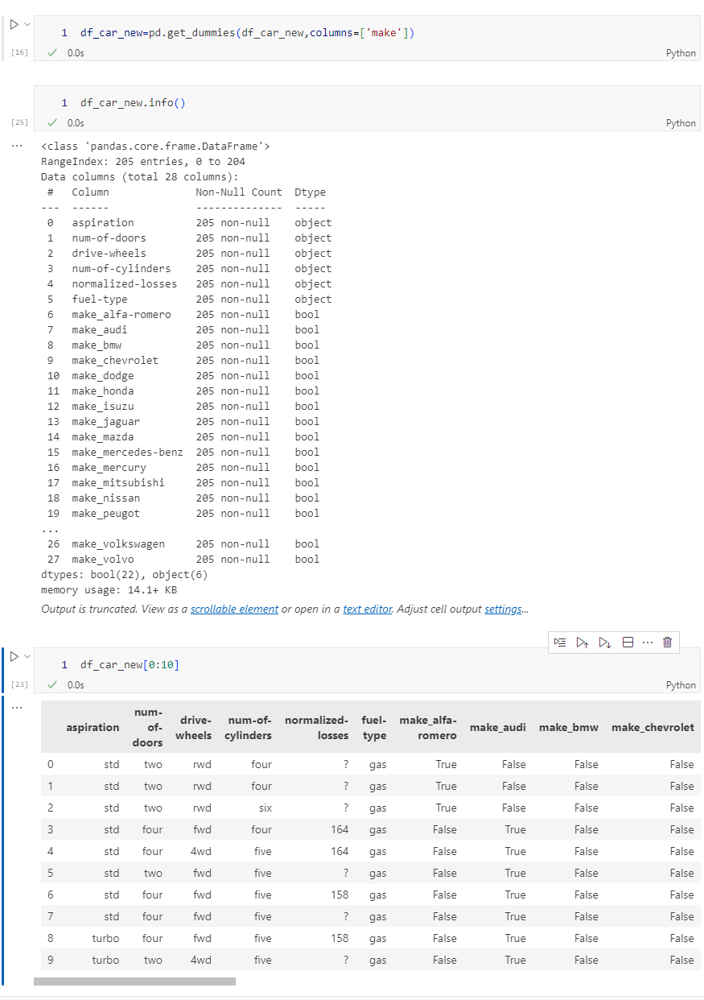 1 df_car_new=pd.get_dummies(df_car_new,columns=['make'])
[16] 0.0s Python
1 df_car_new.info()
[25] 0.0s Python
... <class 'pandas.core.frame.DataFrame'>
RangeIndex: 205 entries, 0 to 204
Data columns (total 28 columns):
 #   Column             Non-Null Count  Dtype
---  ------             --------------  -----
 0   aspiration         205 non-null    object
 1   num-of-doors       205 non-null    object
 2   drive-wheels       205 non-null    object
 3   num-of-cylinders   205 non-null    object
 4   normalized-losses  205 non-null    object
 5   fuel-type          205 non-null    object
 6   make_alfa-romero   205 non-null    bool
 7   make_audi          205 non-null    bool
 8   make_bmw           205 non-null    bool
 9   make_chevrolet     205 non-null    bool
 10  make_dodge         205 non-null    bool
 11  make_honda         205 non-null    bool
 12  make_isuzu         205 non-null    bool
 13  make_jaguar        205 non-null    bool
 14  make_mazda         205 non-null    bool
 15  make_mercedes-benz 205 non-null    bool
 16  make_mercury       205 non-null    bool
 17  make_mitsubishi    205 non-null    bool
 18  make_nissan        205 non-null    bool
 19  make_peugot        205 non-null    bool
...
 26  make_volkswagen    205 non-null    bool
 27  make_volvo         205 non-null    bool
dtypes: bool(22), object(6)
memory usage: 14.1+ KB
Output is truncated. View as a scrollable element or open in a text editor. Adjust cell output settings...
1 df_car_new[0:10]
[23] 0.0s Python
...
aspiration num-of-doors drive-wheels num-of-cylinders normalized-losses fuel-type make_alfa-romero make_audi make_bmw make_chevrolet
0 std two rwd four ? gas True False False False
1 std two rwd four ? gas True False False False
2 std two rwd six ? gas True False False False
3 std four fwd four 164 gas False True False False
4 std four 4wd five 164 gas False True False False
5 std two fwd five ? gas False True False False
6 std four fwd five 158 gas False True False False
7 std four fwd five ? gas False True False False
8 turbo four fwd five 158 gas False True False False
9 turbo two 4wd five ? gas False True False False